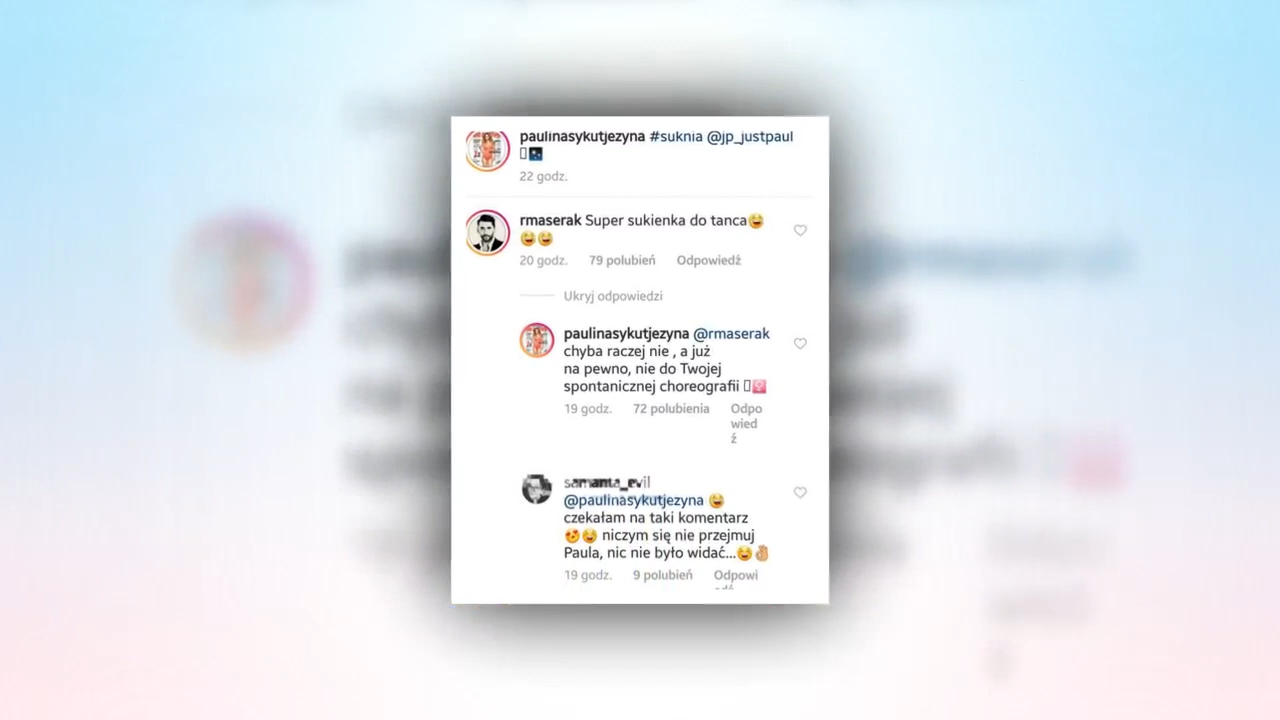 paulinasykutjezyna #suknia @jp_justpaul
22 godz.
rmaserak Super sukienka do tanca😂
😂😂
20 godz. 79 polubień Odpowiedź
Ukryj odpowiedzi
paulinasykutjezyna @rmaserak
chyba raczej nie , a już
na pewno, nie do Twojej
spontanicznej choreografii
19 godz. 72 polubienia Odpo
wied
ź
@paulinasykutjezyna 😂
czekałam na taki komentarz
😍😂 niczym się nie przejmuj
Paula, nic nie było widać...😂👌
19 godz. 9 polubień Odpowi